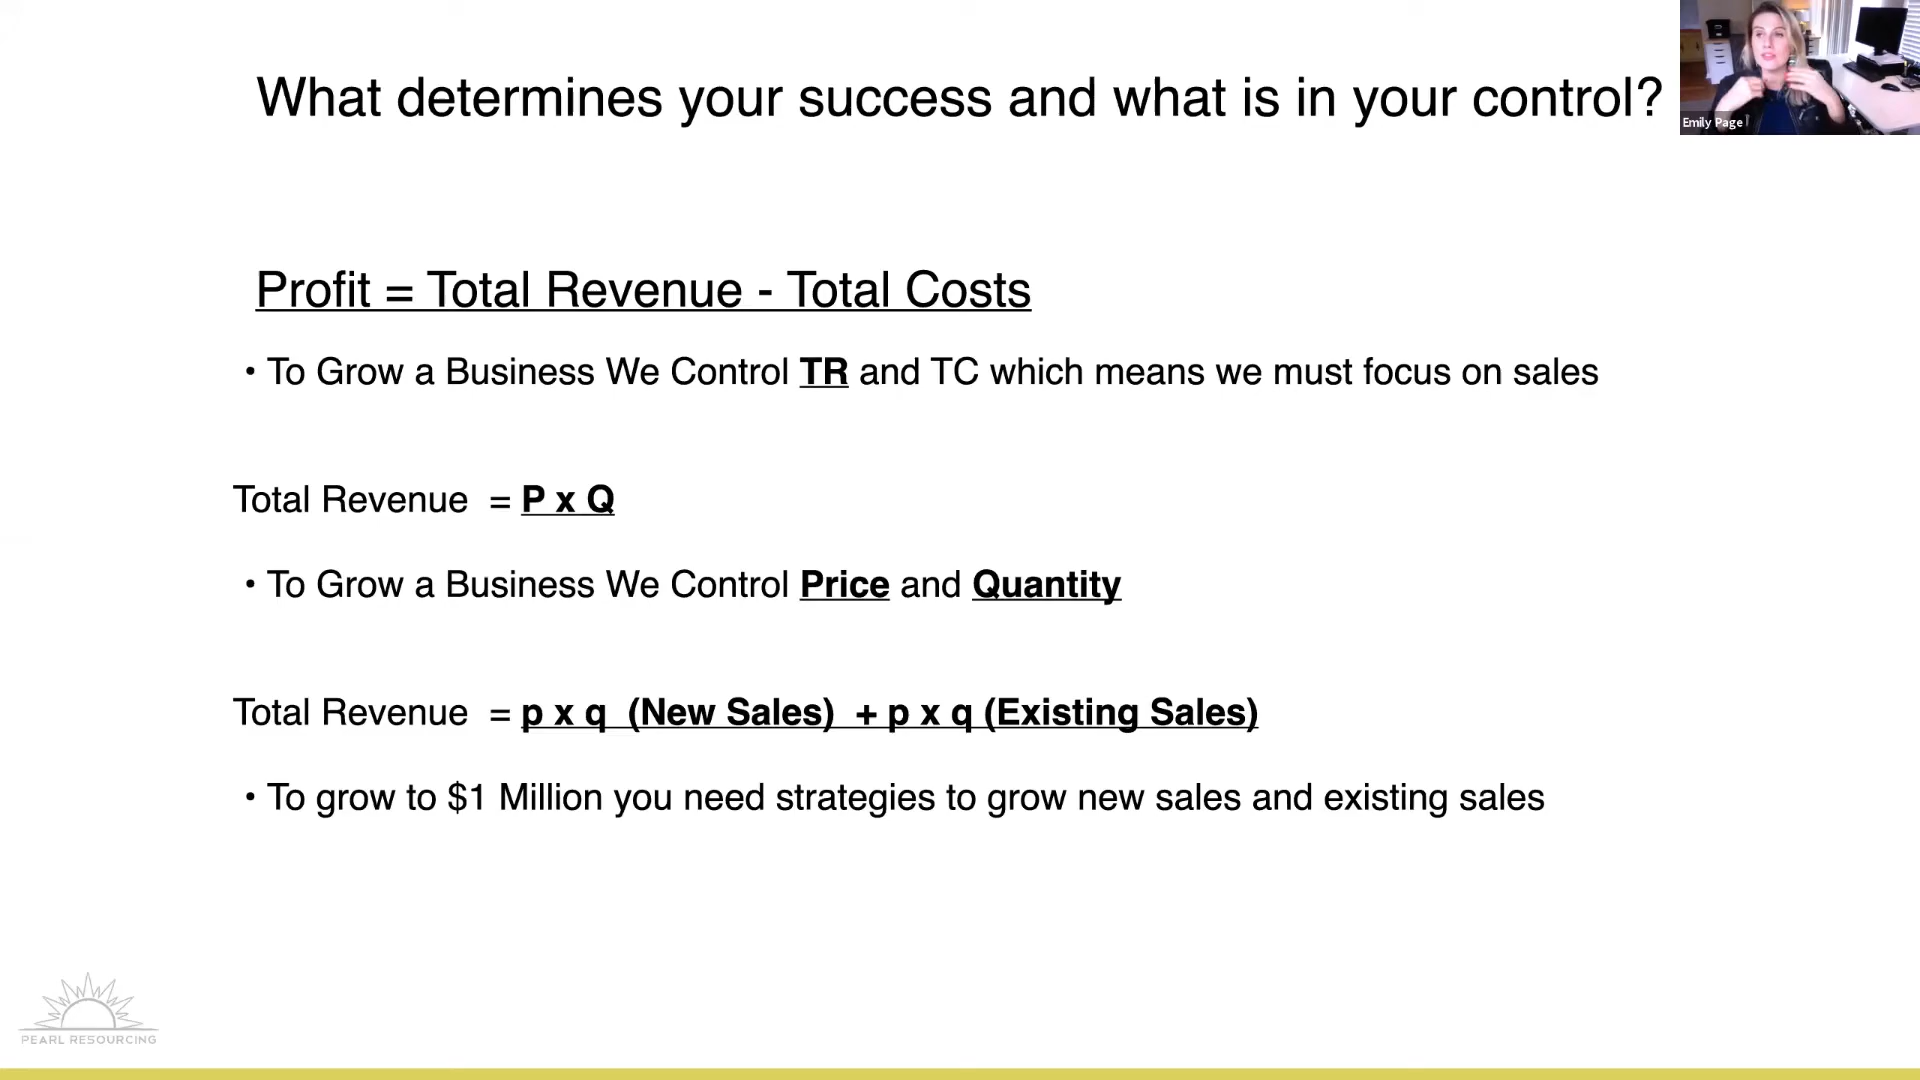 What determines your success and what is in your control?
Emily Page
Profit = Total Revenue - Total Costs
• To Grow a Business We Control TR and TC which means we must focus on sales
Total Revenue = P x Q
• To Grow a Business We Control Price and Quantity
Total Revenue = p x q (New Sales) + p x q (Existing Sales)
• To grow to $1 Million you need strategies to grow new sales and existing sales
PEARL RESOURCING